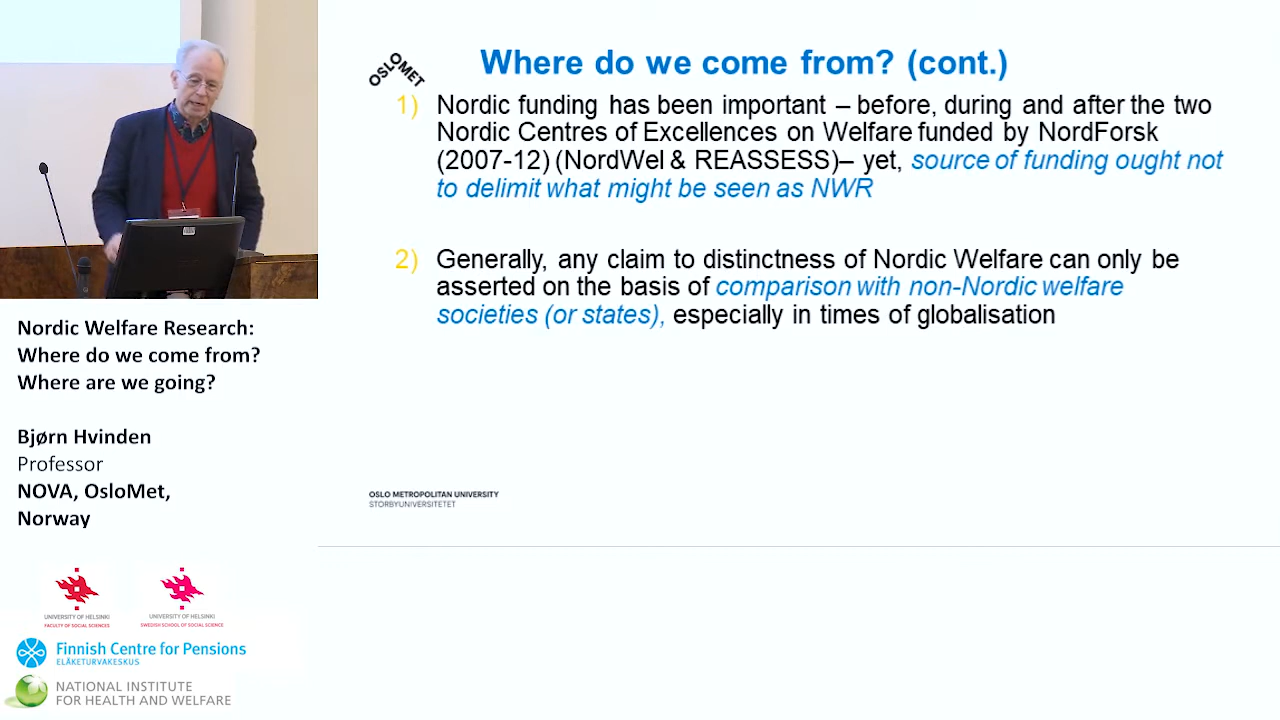 OSLOMET
Where do we come from? (cont.)
1) Nordic funding has been important – before, during and after the two
Nordic Centres of Excellences on Welfare funded by NordForsk
(2007-12) (NordWel & REASSESS)– yet, source of funding ought not
to delimit what might be seen as NWR
2) Generally, any claim to distinctness of Nordic Welfare can only be
asserted on the basis of comparison with non-Nordic welfare
societies (or states), especially in times of globalisation
OSLO METROPOLITAN UNIVERSITY
STORBYUNIVERSITETET
Nordic Welfare Research:
Where do we come from?
Where are we going?
Bjørn Hvinden
Professor
NOVA, OsloMet,
Norway
UNIVERSITY OF HELSINKI
FACULTY OF SOCIAL SCIENCES
UNIVERSITY OF HELSINKI
SWEDISH SCHOOL OF SOCIAL SCIENCE
Finnish Centre for Pensions
ELÄKETURVAKESKUS
NATIONAL INSTITUTE
FOR HEALTH AND WELFARE